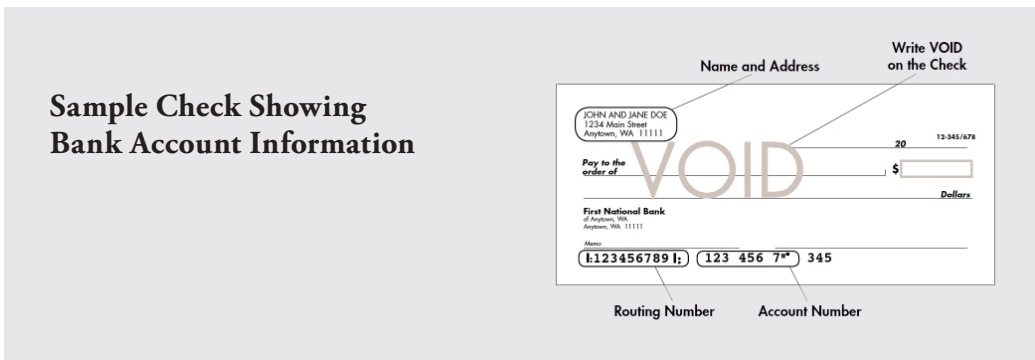 Sample Check Showing
Bank Account Information
Name and Address
Write VOID
on the Check
JOHN AND JANE DOE
1234 Main Street
Anytown, WA 11111
VOID
12-345/678
20
Pay to the
order of
$
Dollars
First National Bank
of Anytown, WA
Anytown, WA 11111
Memo
⑆123456789⑆ 123 456 7⑈ 345
Routing Number
Account Number